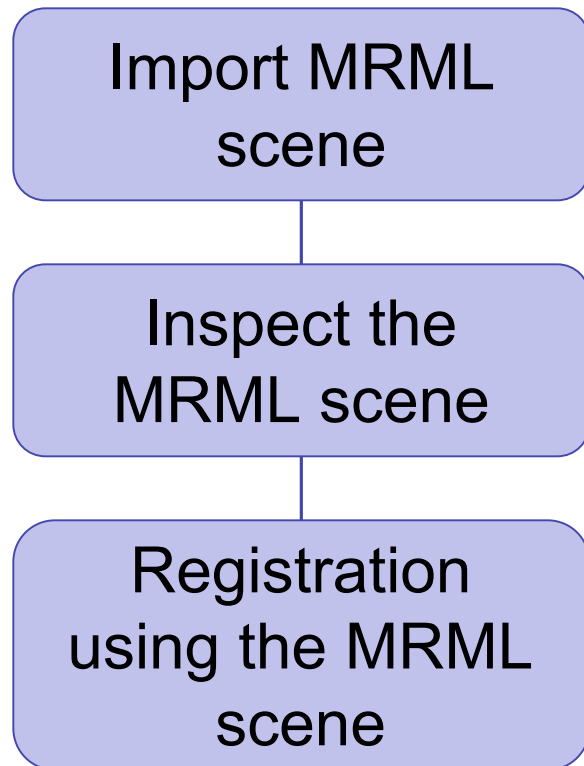 Import MRML
scene
Inspect the
MRML scene
Registration
using the MRML
scene